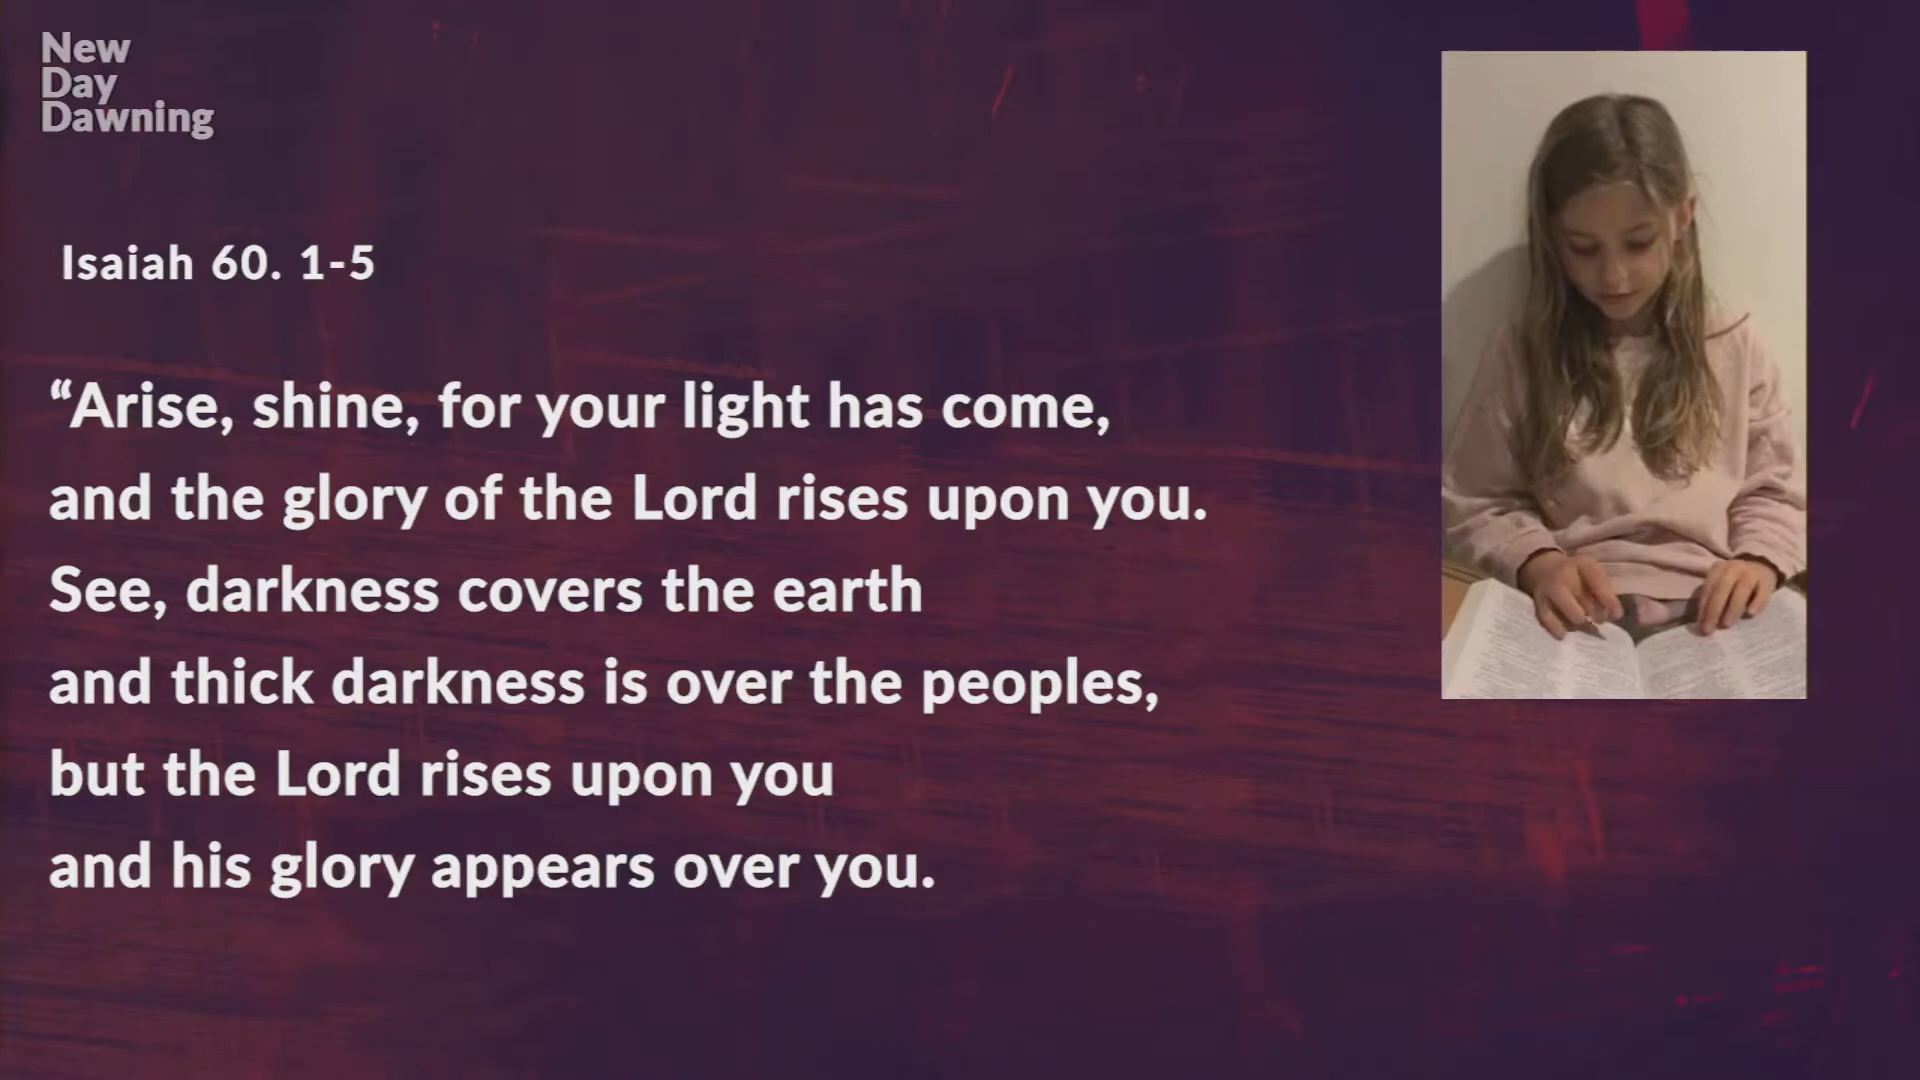 New
Day
Dawning
Isaiah 60. 1-5
“Arise, shine, for your light has come,
and the glory of the Lord rises upon you.
See, darkness covers the earth
and thick darkness is over the peoples,
but the Lord rises upon you
and his glory appears over you.